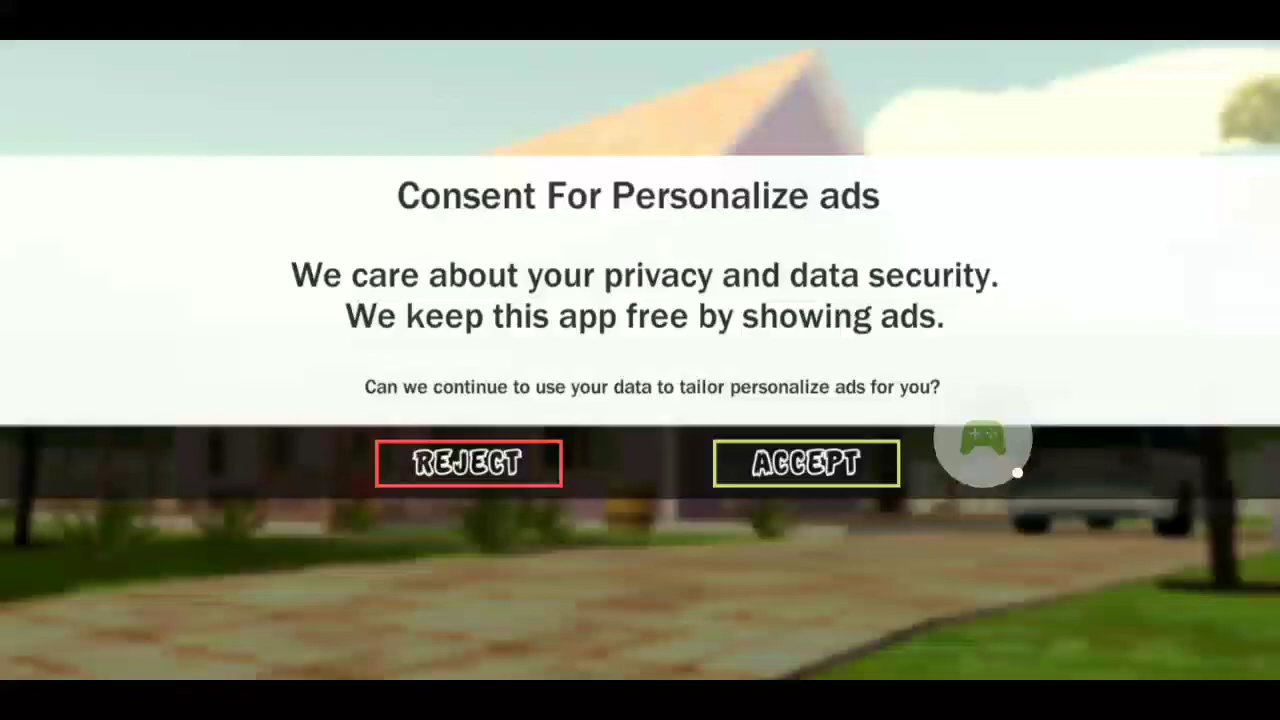 Consent For Personalize ads
We care about your privacy and data security.
We keep this app free by showing ads.
Can we continue to use your data to tailor personalize ads for you?
REJECT
ACCEPT